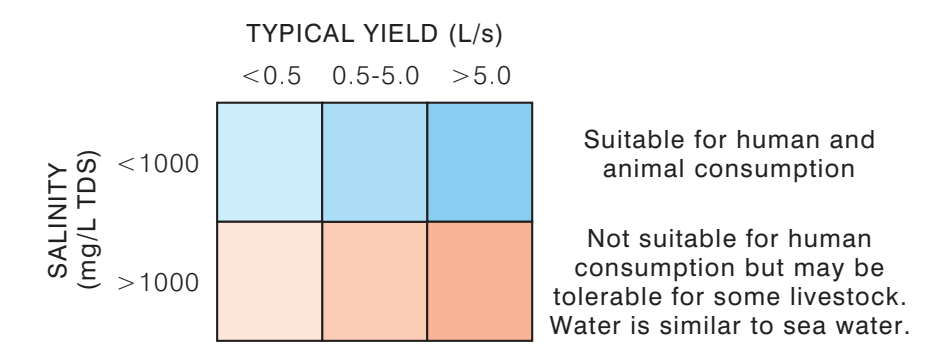 TYPICAL YIELD (L/s)
<0.5 0.5-5.0 >5.0
SALINITY
(mg/L TDS)
<1000
Suitable for human and
animal consumption
>1000
Not suitable for human
consumption but may be
tolerable for some livestock.
Water is similar to sea water.